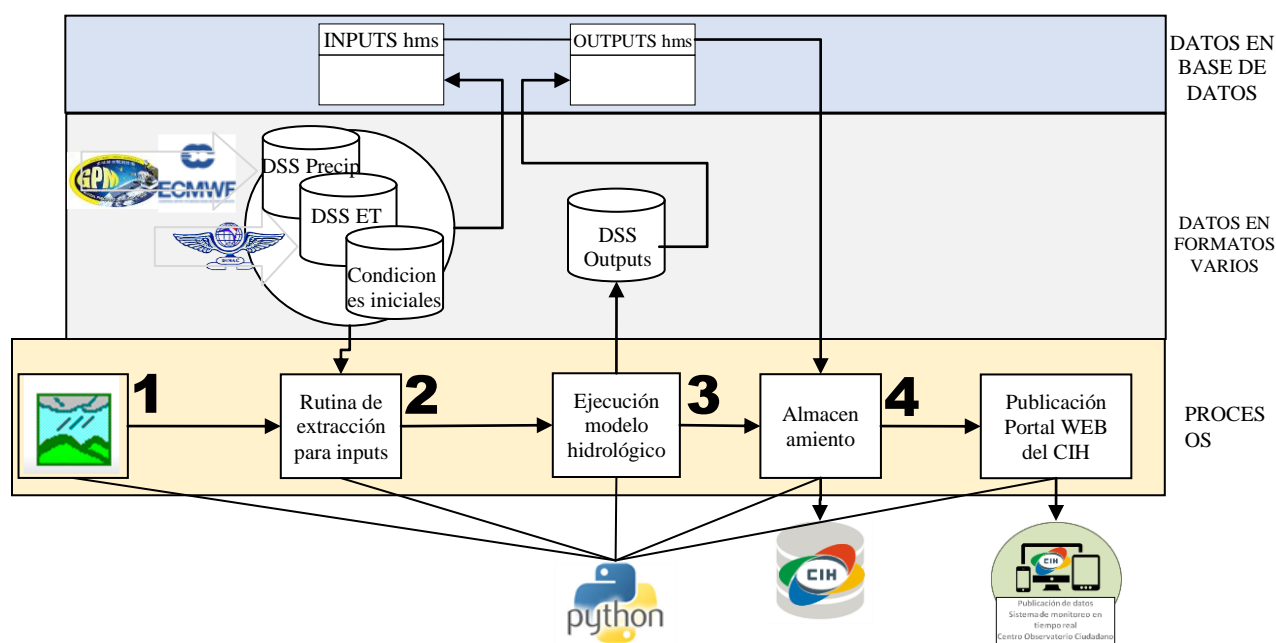 INPUTS hms
OUTPUTS hms
DATOS EN
BASE DE
DATOS
GPM
ECMWF
DSS Precip
DSS ET
Condicion
es iniciales
DSS
Outputs
DATOS EN
FORMATOS
VARIOS
1
Rutina de
extracción
para inputs
2
Ejecución
modelo
hidrológico
3
Almacen
amiento
4
Publicación
Portal WEB
del CIH
PROCES
OS
python
CIH
CIH
Publicación de datos
Sistema de monitoreo en
tiempo real
Centro Observatorio Ciudadano